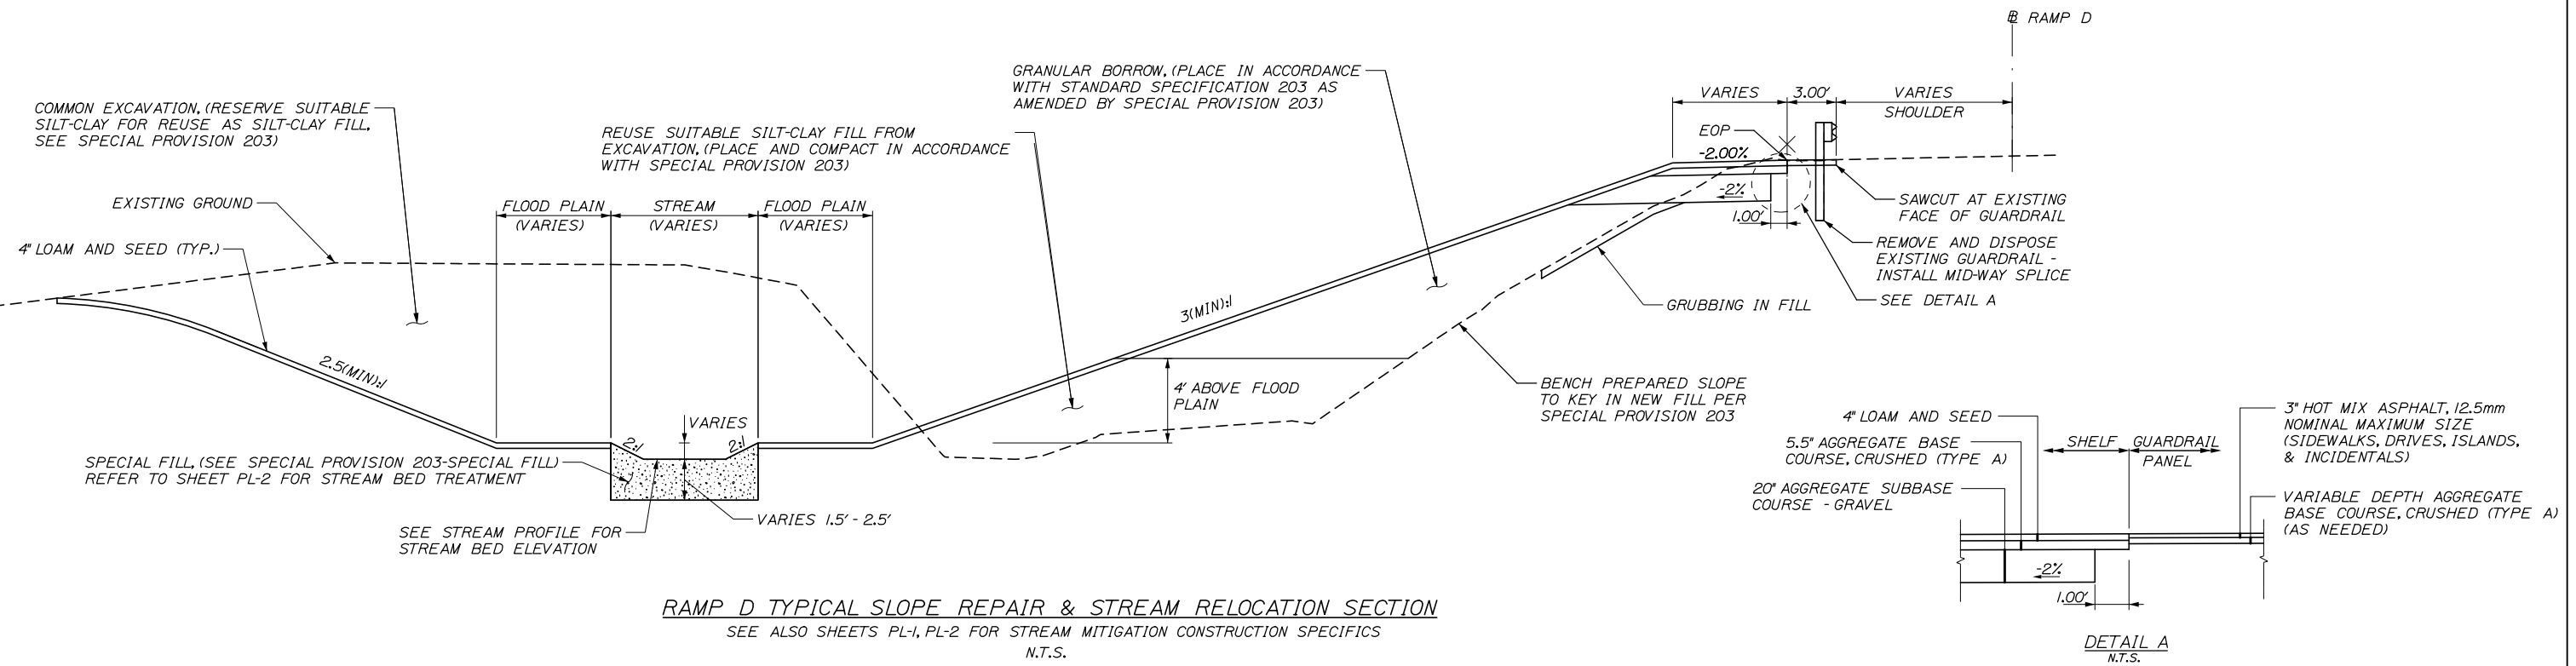 ℄ RAMP D
COMMON EXCAVATION, (RESERVE SUITABLE
SILT-CLAY FOR REUSE AS SILT-CLAY FILL,
SEE SPECIAL PROVISION 203)
REUSE SUITABLE SILT-CLAY FILL FROM
EXCAVATION, (PLACE AND COMPACT IN ACCORDANCE
WITH SPECIAL PROVISION 203)
GRANULAR BORROW, (PLACE IN ACCORDANCE
WITH STANDARD SPECIFICATION 203 AS
AMENDED BY SPECIAL PROVISION 203)
VARIES
3.00'
VARIES
SHOULDER
EOP
-2.00%
-2%
1.00'
SAWCUT AT EXISTING
FACE OF GUARDRAIL
REMOVE AND DISPOSE
EXISTING GUARDRAIL -
INSTALL MID-WAY SPLICE
SEE DETAIL A
GRUBBING IN FILL
EXISTING GROUND
4" LOAM AND SEED (TYP.)
FLOOD PLAIN
(VARIES)
STREAM
(VARIES)
FLOOD PLAIN
(VARIES)
2.5(MIN):1
3(MIN):1
4' ABOVE FLOOD
PLAIN
BENCH PREPARED SLOPE
TO KEY IN NEW FILL PER
SPECIAL PROVISION 203
VARIES
2:1
2:1
SPECIAL FILL, (SEE SPECIAL PROVISION 203-SPECIAL FILL)
REFER TO SHEET PL-2 FOR STREAM BED TREATMENT
VARIES 1.5' - 2.5'
SEE STREAM PROFILE FOR
STREAM BED ELEVATION
RAMP D TYPICAL SLOPE REPAIR & STREAM RELOCATION SECTION
SEE ALSO SHEETS PL-1, PL-2 FOR STREAM MITIGATION CONSTRUCTION SPECIFICS
N.T.S.
4" LOAM AND SEED
5.5" AGGREGATE BASE
COURSE, CRUSHED (TYPE A)
20" AGGREGATE SUBBASE
COURSE - GRAVEL
SHELF
GUARDRAIL
PANEL
3" HOT MIX ASPHALT, 12.5mm
NOMINAL MAXIMUM SIZE
(SIDEWALKS, DRIVES, ISLANDS,
& INCIDENTALS)
VARIABLE DEPTH AGGREGATE
BASE COURSE, CRUSHED (TYPE A)
(AS NEEDED)
-2%
1.00'
DETAIL A
N.T.S.